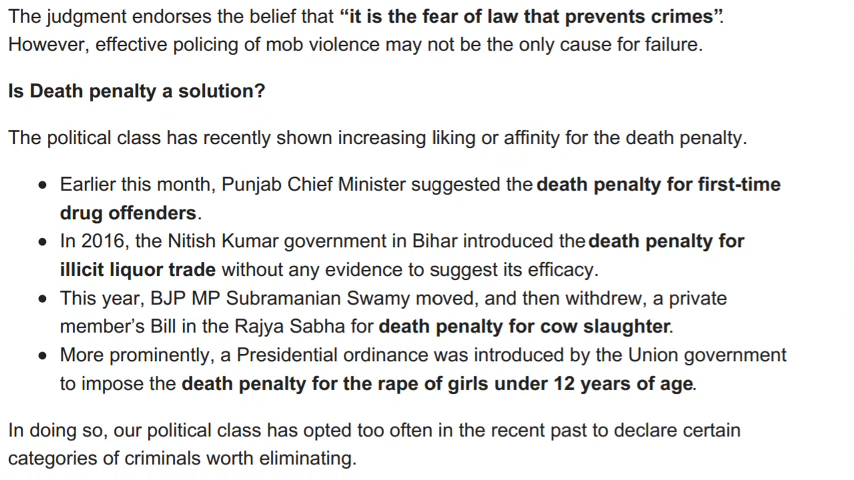 The judgment endorses the belief that “it is the fear of law that prevents crimes”.
However, effective policing of mob violence may not be the only cause for failure.
Is Death penalty a solution?
The political class has recently shown increasing liking or affinity for the death penalty.
● Earlier this month, Punjab Chief Minister suggested the death penalty for first-time
drug offenders.
● In 2016, the Nitish Kumar government in Bihar introduced the death penalty for
illicit liquor trade without any evidence to suggest its efficacy.
● This year, BJP MP Subramanian Swamy moved, and then withdrew, a private
member’s Bill in the Rajya Sabha for death penalty for cow slaughter.
● More prominently, a Presidential ordinance was introduced by the Union government
to impose the death penalty for the rape of girls under 12 years of age.
In doing so, our political class has opted too often in the recent past to declare certain
categories of criminals worth eliminating.